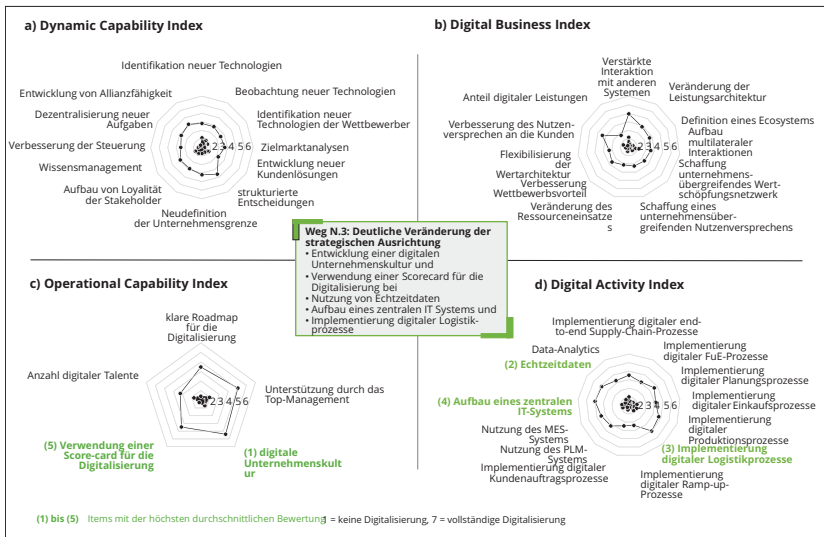 a) Dynamic Capability Index
Identifikation neuer Technologien
Beobachtung neuer Technologien
Identifikation neuer
Technologien der Wettbewerber
Zielmarktanalysen
Entwicklung neuer
Kundenlösungen
strukturierte
Entscheidungen
Neudefinition
der Unternehmensgrenze
Aufbau von Loyalität
der Stakeholder
Wissensmanagement
Verbesserung der Steuerung
Dezentralisierung neuer
Aufgaben
Entwicklung von Allianzfähigkeit
2 3 4 5 6
b) Digital Business Index
Verstärkte
Interaktion
mit anderen
Systemen
Veränderung der
Leistungsarchitektur
Definition eines Ecosystems
Aufbau
multilateraler
Interaktionen
Schaffung
unternehmens-
übergreifendes Wert-
schöpfungsnetzwerk
Schaffung eines
unternehmensüber-
greifenden Nutzenversprechens
Veränderung des
Ressourceneinsatze
s
Verbesserung
Wettbewerbsvorteil
Flexibilisierung
der
Wertarchitektur
Verbesserung des Nutzen-
versprechen an die Kunden
Anteil digitaler Leistungen
2 3 4 5 6
Weg N.3: Deutliche Veränderung der
strategischen Ausrichtung
• Entwicklung einer digitalen
Unternehmenskultur und
• Verwendung einer Scorecard für die
Digitalisierung bei
• Nutzung von Echtzeitdaten
• Aufbau eines zentralen IT Systems und
• Implementierung digitaler Logistik-
prozesse
c) Operational Capability Index
klare Roadmap
für die
Digitalisierung
Unterstützung durch das
Top-Management
(1) digitale
Unternehmenskult
ur
(5) Verwendung einer
Score-card für die
Digitalisierung
Anzahl digitaler Talente
2 3 4 5 6
d) Digital Activity Index
Implementierung digitaler end-
to-end Supply-Chain-Prozesse
Implementierung
digitaler FuE-Prozesse
Implementierung
digitaler Planungsprozesse
Implementierung
digitaler Einkaufsprozesse
Implementierung
digitaler
Produktionsprozesse
(3) Implementierung
digitaler Logistikprozesse
Implementierung
digitaler Ramp-up-
Prozesse
Implementierung digitaler
Kundenauftragsprozesse
Nutzung des PLM-
Systems
Nutzung des MES-
Systems
(4) Aufbau eines zentralen
IT-Systems
(2) Echtzeitdaten
Data-Analytics
2 3 4 5 6
(1) bis (5) Items mit der höchsten durchschnittlichen Bewertung
1 = keine Digitalisierung, 7 = vollständige Digitalisierung